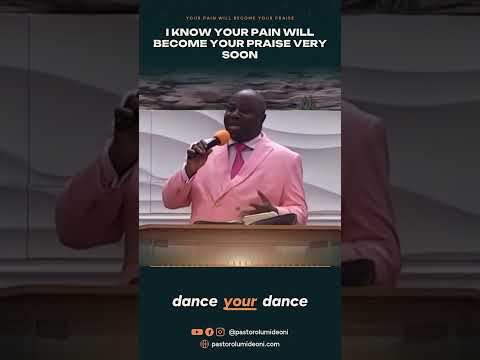 YOUR PAIN WILL BECOME YOUR PRAISE
I KNOW YOUR PAIN WILL
BECOME YOUR PRAISE VERY
SOON
dance your dance
@pastorolumideoni
pastorolumideoni.com